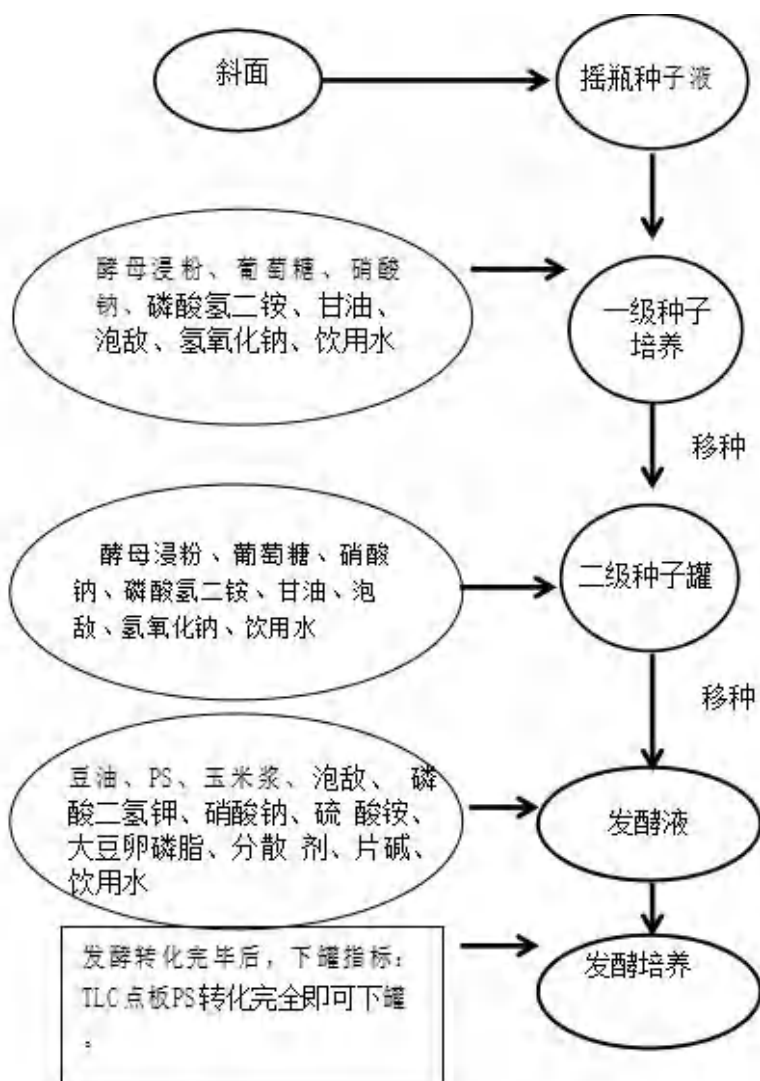 斜面
摇瓶种子液
酵母浸粉、葡萄糖、硝酸
钠、磷酸氢二铵、甘油、
泡敌、氢氧化钠、饮用水
一级种子
培养
移种
酵母浸粉、葡萄糖、硝酸
钠、磷酸氢二铵、甘油、泡
敌、氢氧化钠、饮用水
二级种子罐
移种
豆油、PS、玉米浆、泡敌、 磷
酸二氢钾、硝酸钠、硫 酸铵、
大豆卵磷脂、分散 剂、片碱、
饮用水
发酵液
发酵转化完毕后，下罐指标：
TLC点板PS转化完全即可下罐
。
发酵培养